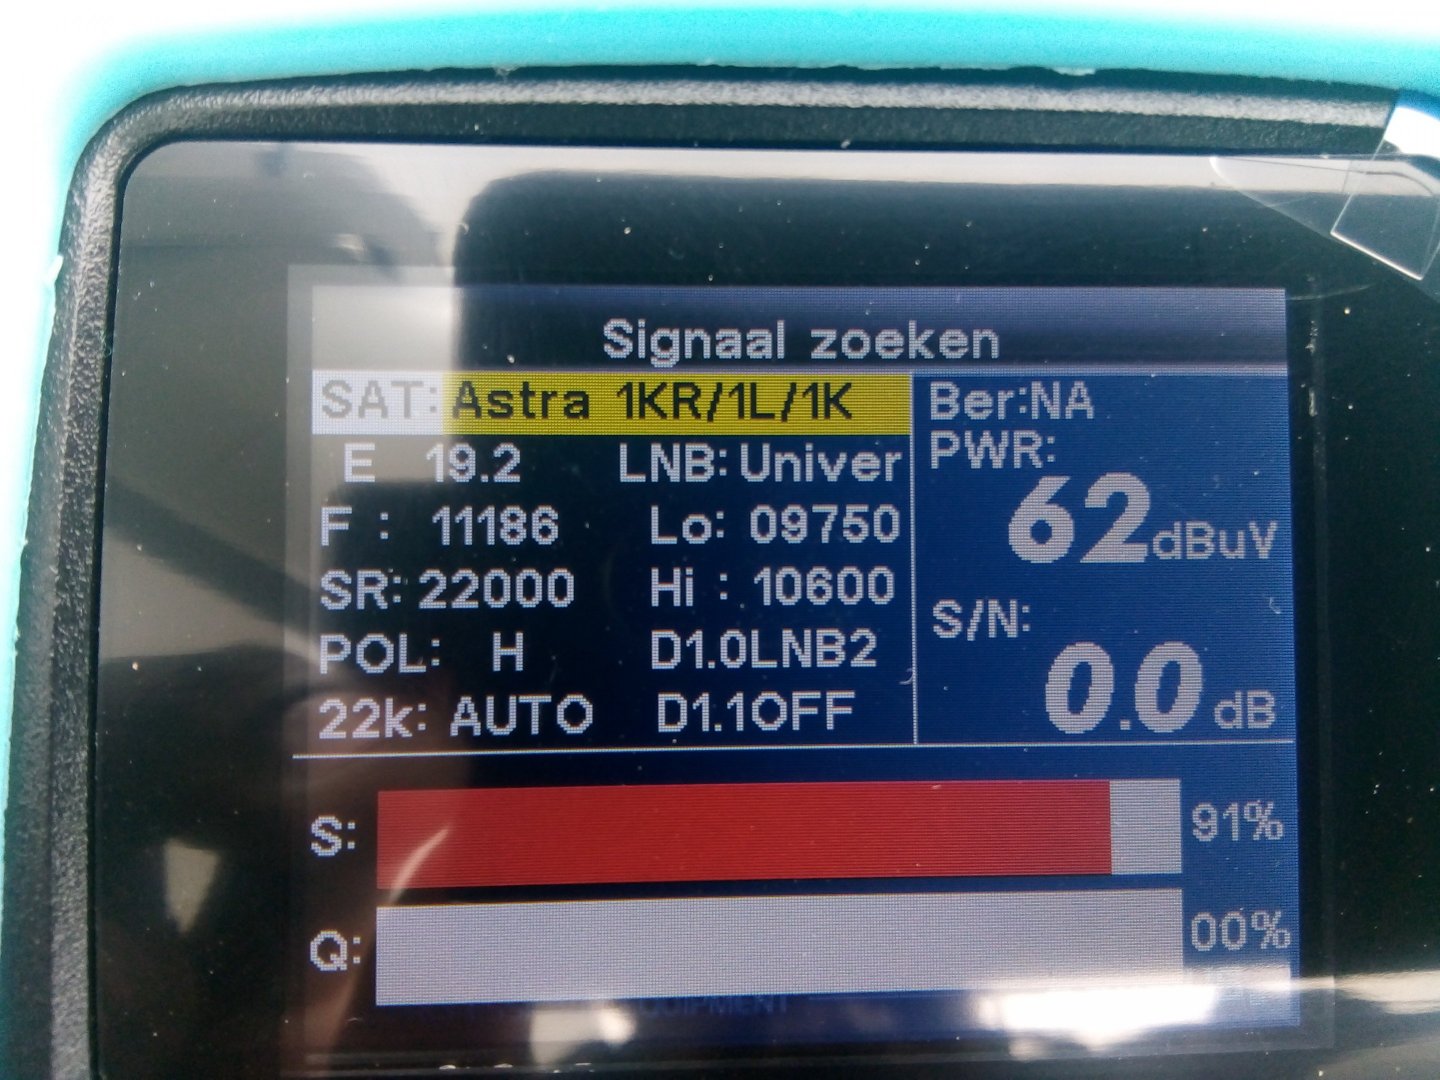 Signaal zoeken
SAT: Astra 1KR/1L/1K
E 19.2 LNB: Univer
F : 11186 Lo: 09750
SR: 22000 Hi : 10600
POL: H D1.0LNB2
22k: AUTO D1.1OFF
Ber:NA
PWR:
62dBuV
S/N:
0.0 dB
S: 91%
Q: 00%